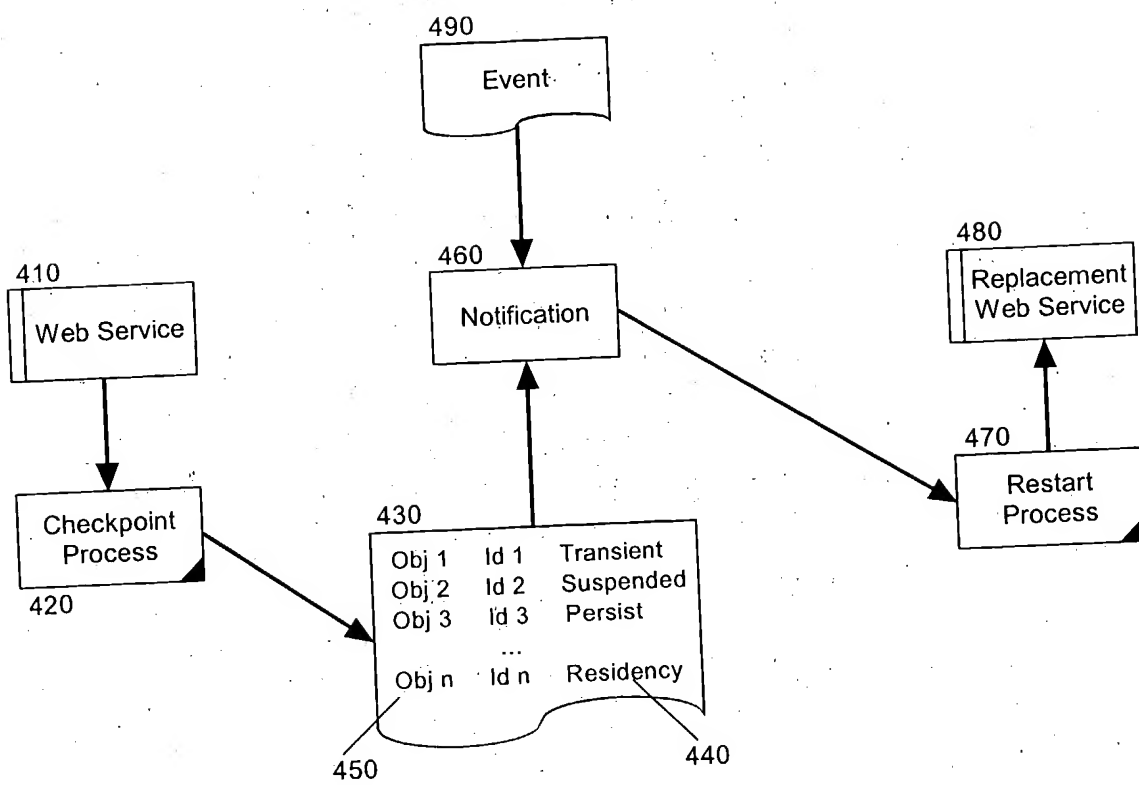 490
Event
410
Web Service
460
Notification
480
Replacement
Web Service
Checkpoint
Process
420
430
Obj 1 Id 1 Transient
Obj 2 Id 2 Suspended
Obj 3 Id 3 Persist
...
Obj n Id n Residency
450
440
470
Restart
Process